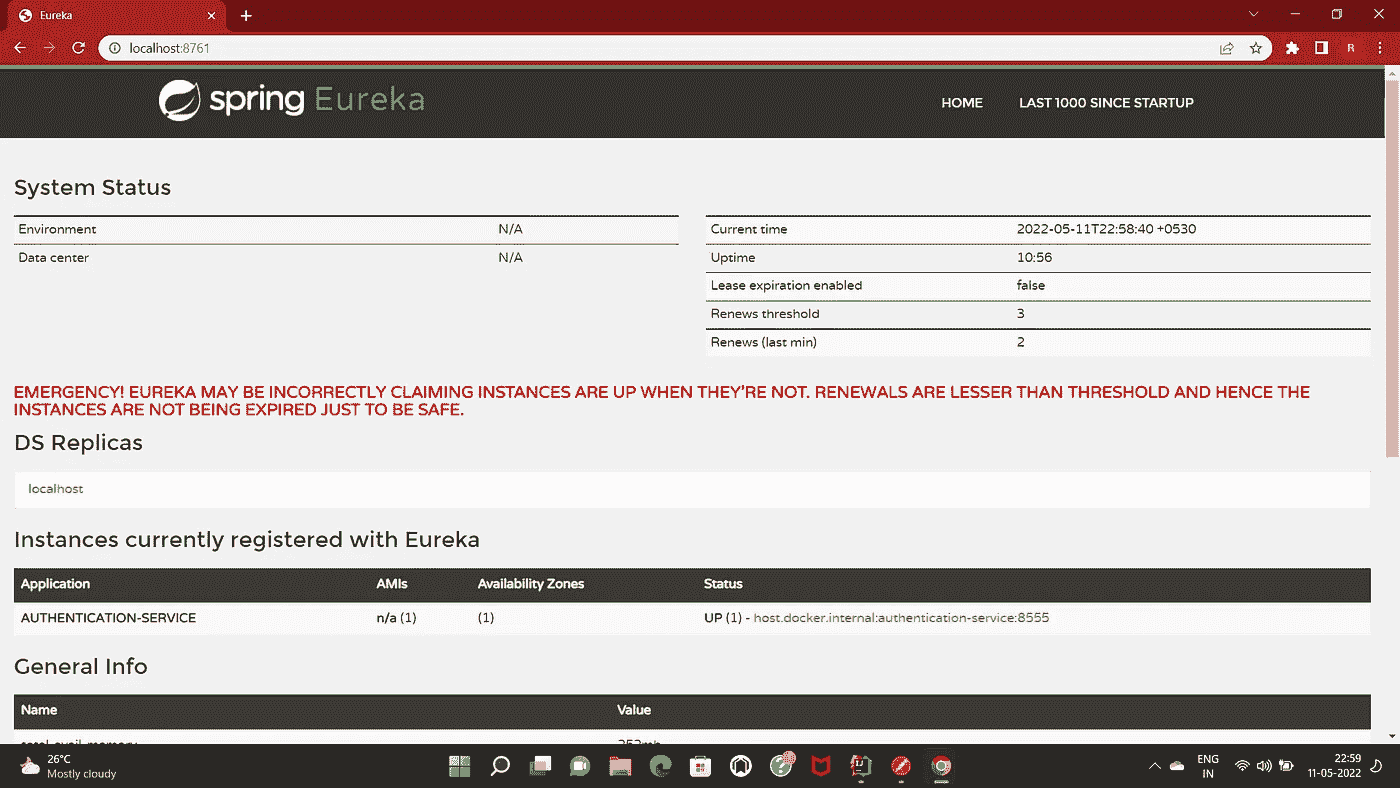 Eureka
localhost:8761
R
spring Eureka
HOME LAST 1000 SINCE STARTUP
System Status
Environment N/A
Data center N/A
Current time 2022-05-11T22:58:40 +0530
Uptime 10:56
Lease expiration enabled false
Renews threshold 3
Renews (last min) 2
EMERGENCY! EUREKA MAY BE INCORRECTLY CLAIMING INSTANCES ARE UP WHEN THEY'RE NOT. RENEWALS ARE LESSER THAN THRESHOLD AND HENCE THE
INSTANCES ARE NOT BEING EXPIRED JUST TO BE SAFE.
DS Replicas
localhost
Instances currently registered with Eureka
Application AMIs Availability Zones Status
AUTHENTICATION-SERVICE n/a (1) (1) UP (1) - host.docker.internal:authentication-service:8555
General Info
Name Value
26°C
Mostly cloudy
ENG
IN
22:59
11-05-2022